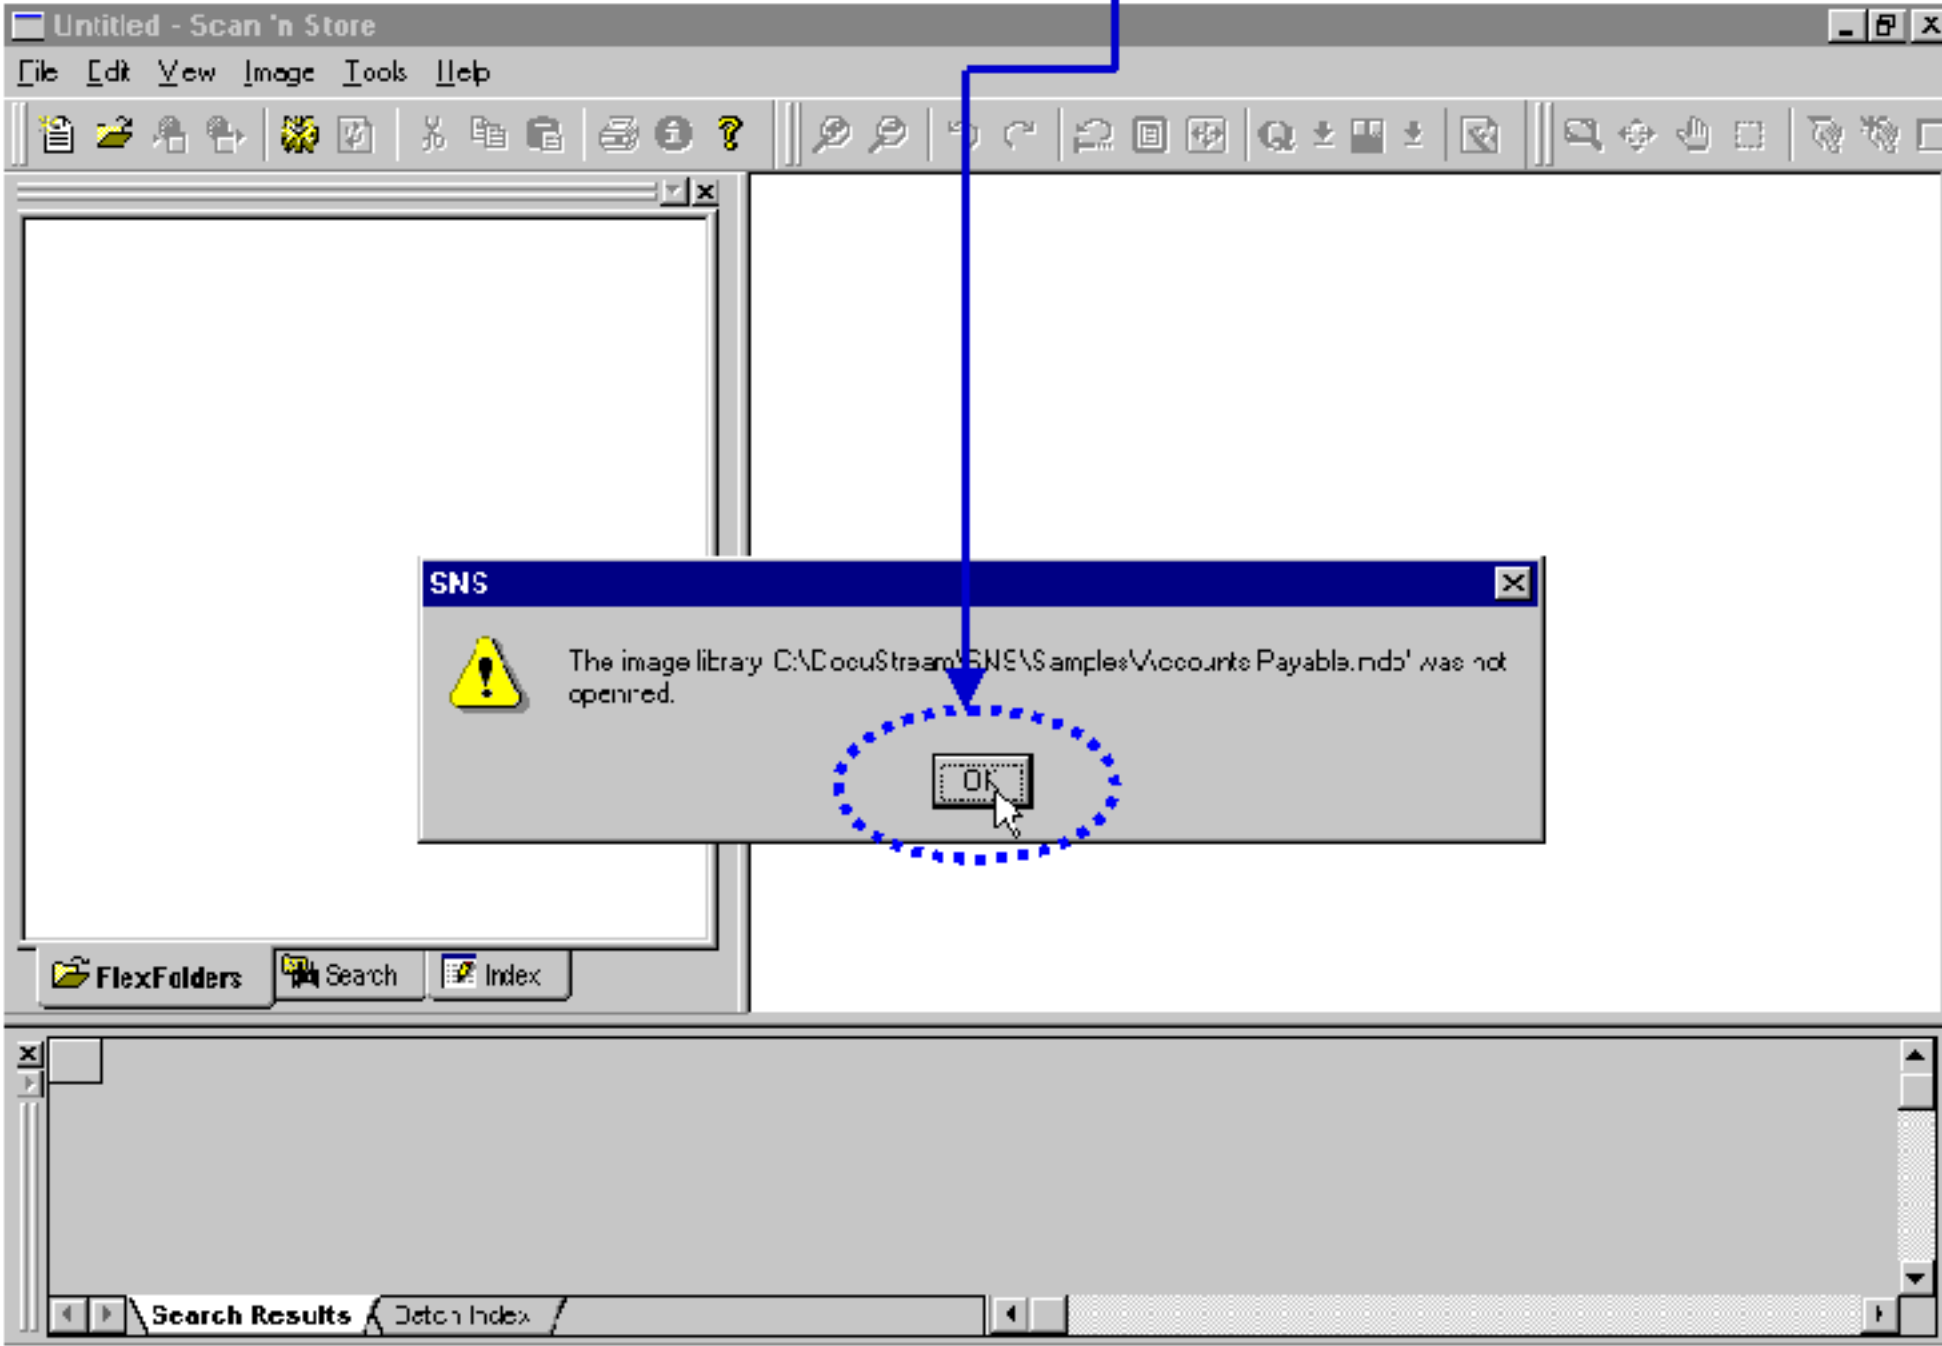 Untitled - Scan 'n Store
File Edit View Image Tools Help
SNS
The image library 'C:\DocuStream\SNS\Samples\Accounts Payable.mdb' was not
openned.
OK
FlexFolders Search Index
Search Results Batch Index